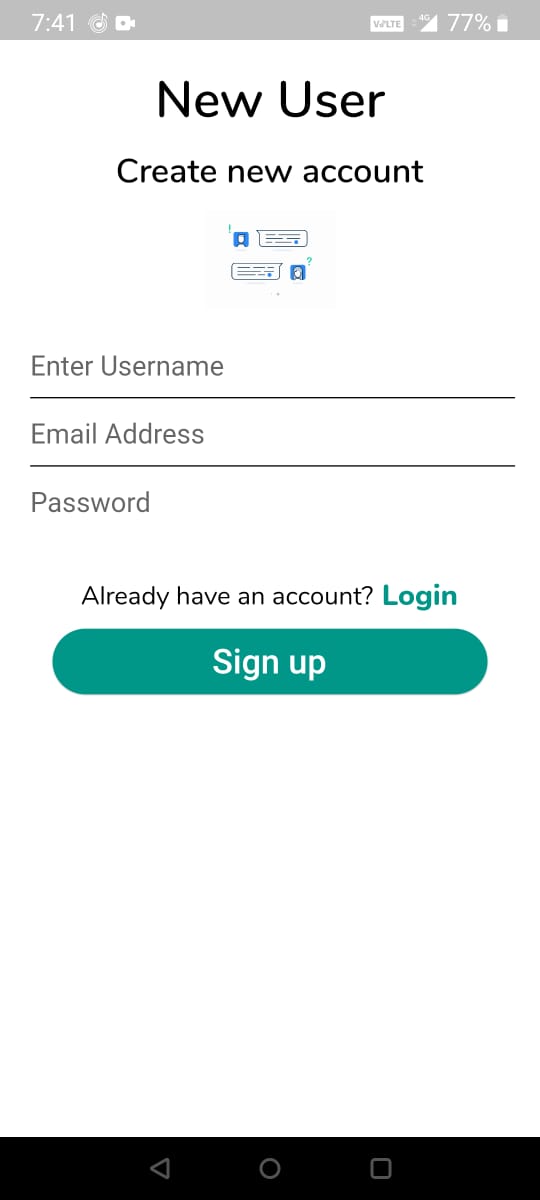 7:41 VoLTE 4G 77%
New User
Create new account
!
?
Enter Username
Email Address
Password
Already have an account? Login
Sign up